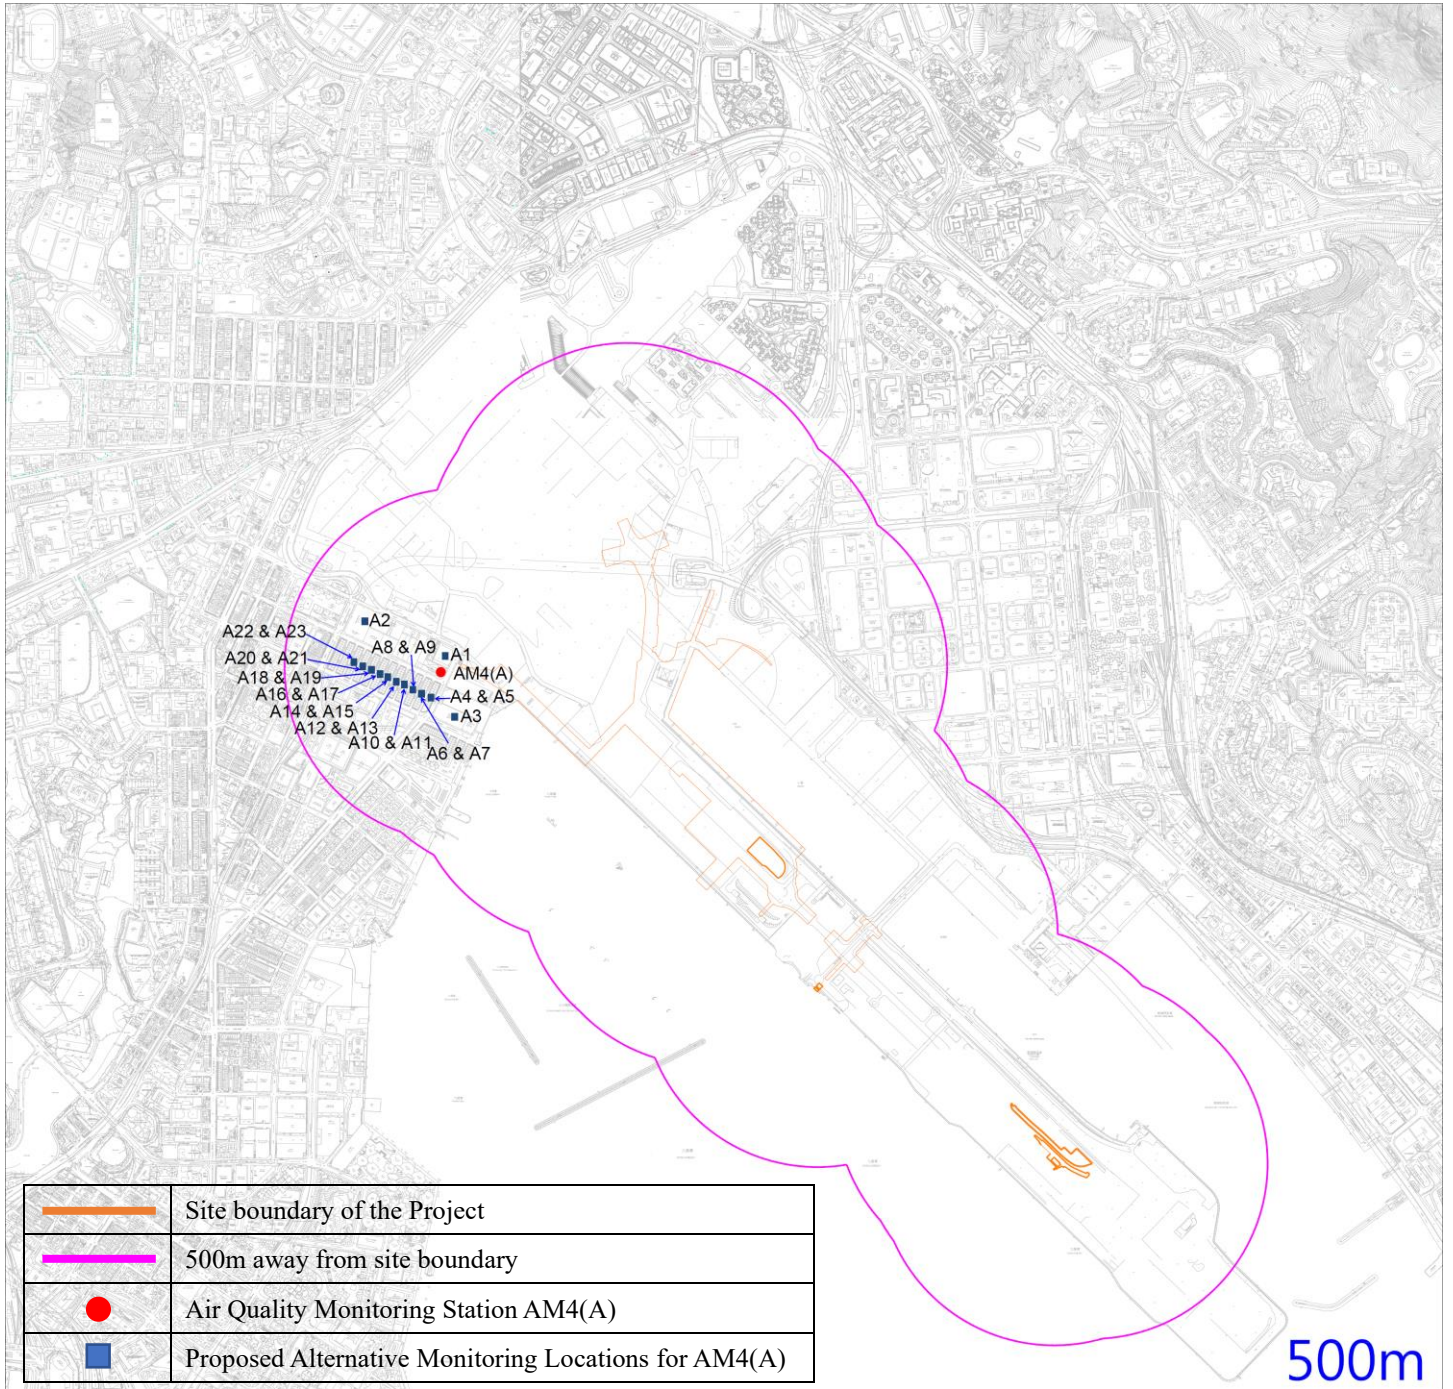 A2
A22 & A23
A8 & A9
A1
A20 & A21
AM4(A)
A18 & A19
A16 & A17
A4 & A5
A14 & A15
A3
A12 & A13
A10 & A11
A6 & A7
Site boundary of the Project
500m away from site boundary
Air Quality Monitoring Station AM4(A)
Proposed Alternative Monitoring Locations for AM4(A)
500m